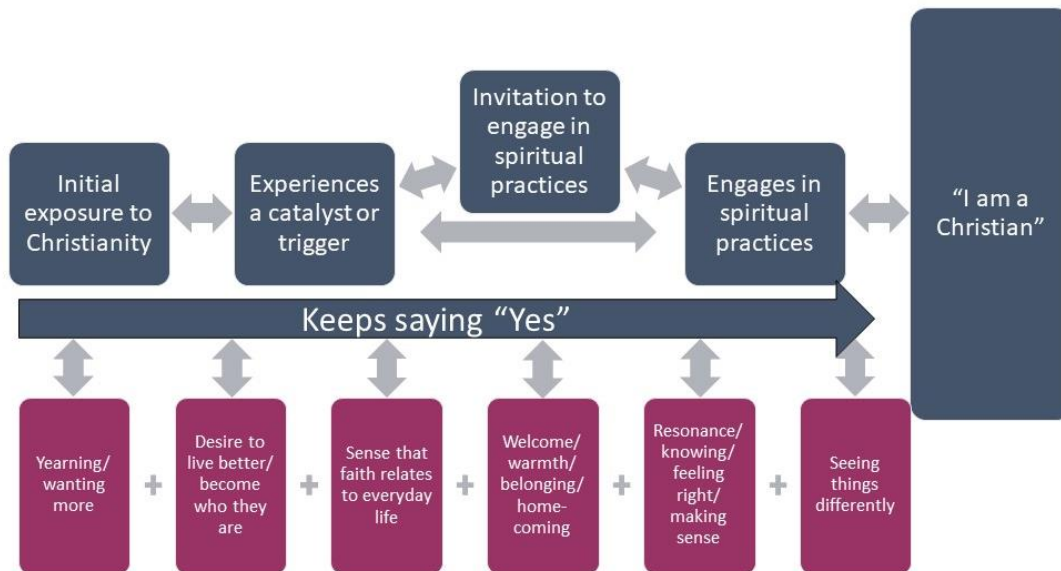 Initial
exposure to
Christianity
Experiences
a catalyst or
trigger
Invitation to
engage in
spiritual
practices
Engages in
spiritual
practices
“I am a
Christian”
Keeps saying “Yes”
Yearning/
wanting
more
+
Desire to
live better/
become
who they
are
+
Sense that
faith relates
to everyday
life
+
Welcome/
warmth/
belonging/
home-
coming
+
Resonance/
knowing/
feeling
right/
making
sense
+
Seeing
things
differently